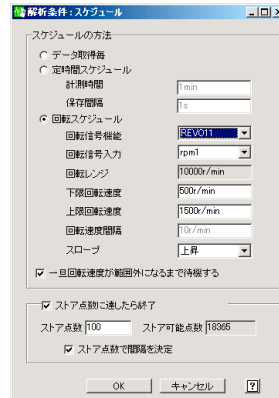 解析条件：スケジュール
スケジュールの方法
データ取得毎
定時間スケジュール
計測時間 1min
保存間隔 1s
回転スケジュール
回転信号機能 REVO11
回転信号入力 rpm1
回転レンジ 10000r/min
下限回転速度 500r/min
上限回転速度 1500r/min
回転速度間隔 10r/min
スロープ 上昇
一旦回転速度が範囲外になるまで待機する
ストア点数に達したら終了
ストア点数 100 ストア可能点数 18365
ストア点数で間隔を決定
OK キャンセル ?